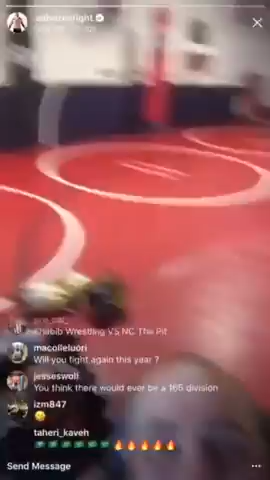 Khabib Wrestling VS NC The Pit
macolleluori
Will you fight again this year ?
jesseswolf
You think there would ever be a 165 division
izm847
taheri_kaveh
Send Message